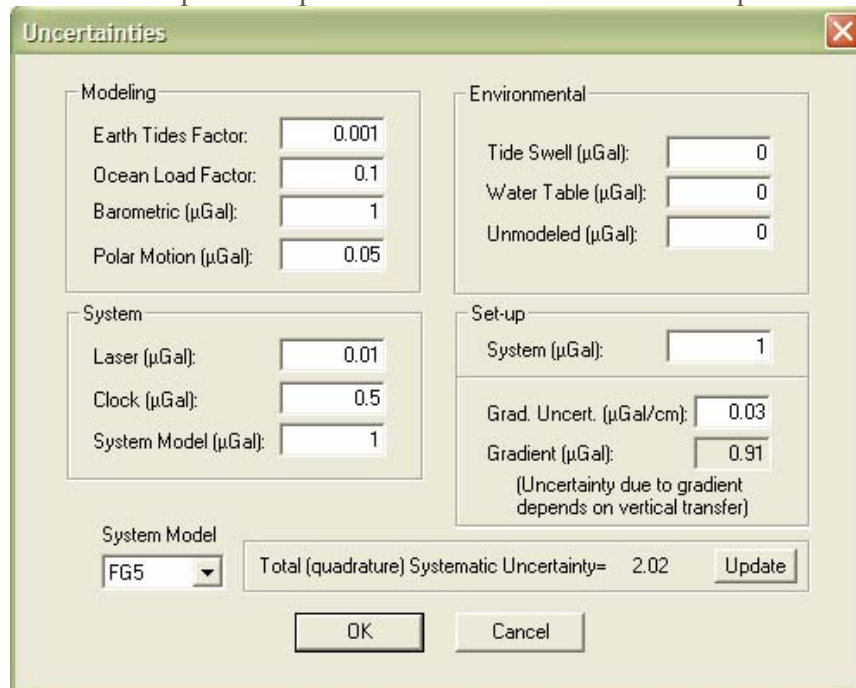 Uncertainties
Modeling
Earth Tides Factor: 0.001
Ocean Load Factor: 0.1
Barometric (µGal): 1
Polar Motion (µGal): 0.05
Environmental
Tide Swell (µGal): 0
Water Table (µGal): 0
Unmodeled (µGal): 0
System
Laser (µGal): 0.01
Clock (µGal): 0.5
System Model (µGal): 1
Set-up
System (µGal): 1
Grad. Uncert. (µGal/cm): 0.03
Gradient (µGal): 0.91
(Uncertainty due to gradient
depends on vertical transfer)
System Model
FG5
Total (quadrature) Systematic Uncertainty= 2.02 Update
OK Cancel